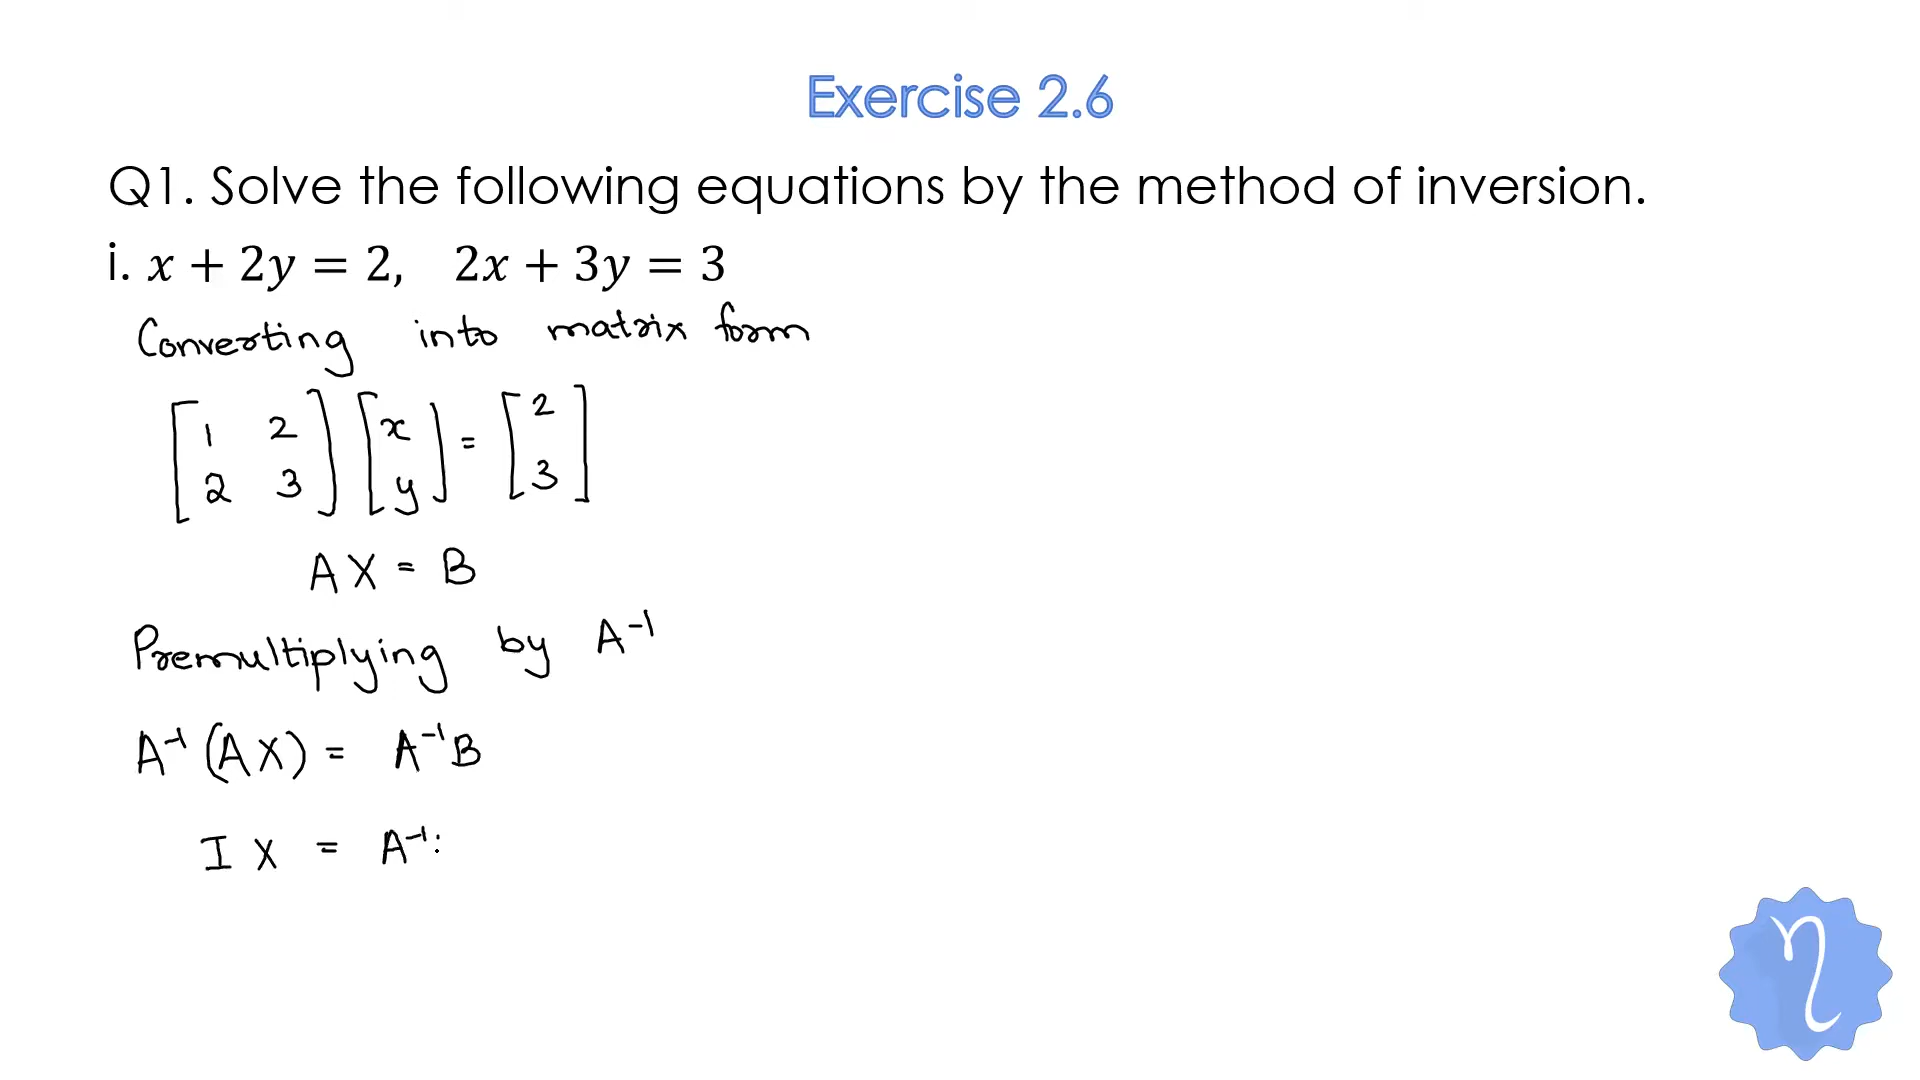 Exercise 2.6
Q1. Solve the following equations by the method of inversion.
i. x + 2y = 2, 2x + 3y = 3
Converting into matrix form
[1 2] [x] = [2]
[2 3] [y] [3]
AX = B
Premultiplying by A⁻¹
A⁻¹(AX) = A⁻¹B
I X = A⁻¹